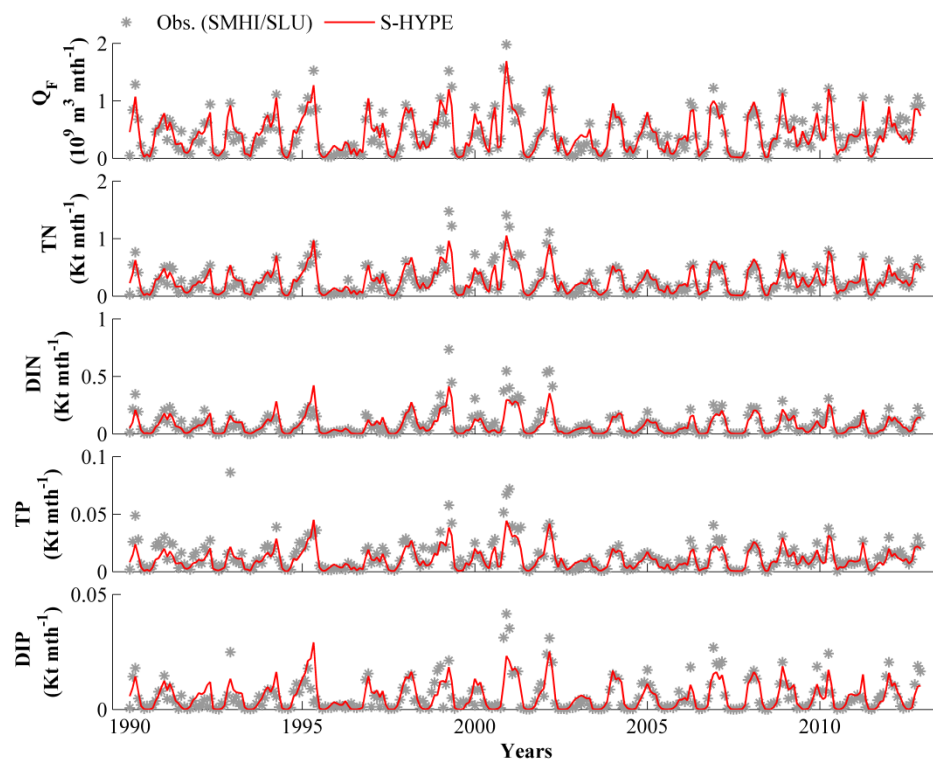 Obs. (SMHI/SLU) S-HYPE
Q_F
(10^9 m^3 mth^-1)
2
1
0
TN
(Kt mth^-1)
2
1
0
DIN
(Kt mth^-1)
1
0.5
0
TP
(Kt mth^-1)
0.1
0.05
0
DIP
(Kt mth^-1)
0.05
0
1990 1995 2000 2005 2010
Years